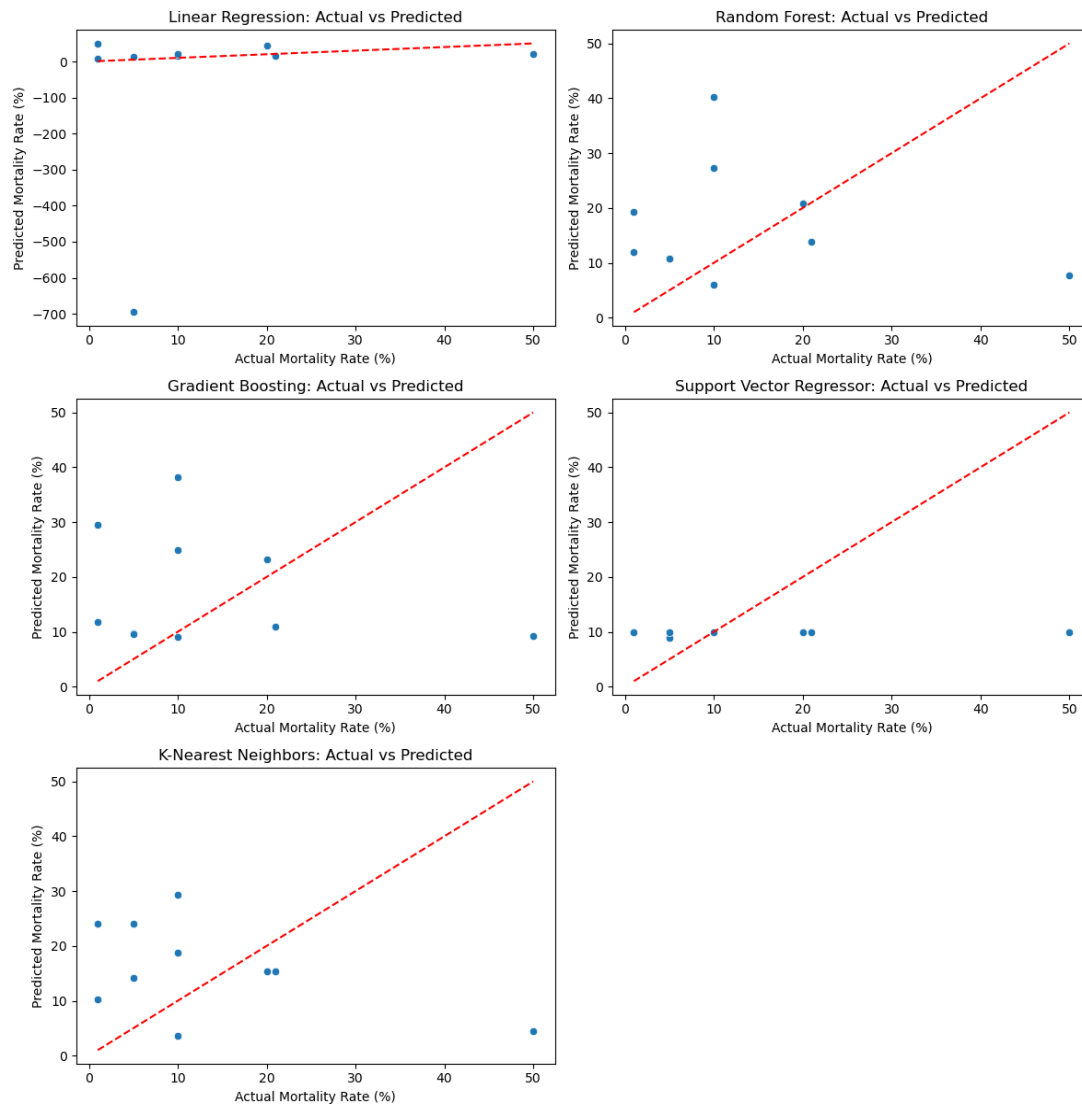 Linear Regression: Actual vs Predicted
Predicted Mortality Rate (%)
0
−100
−200
−300
−400
−500
−600
−700
0 10 20 30 40 50
Actual Mortality Rate (%)
Random Forest: Actual vs Predicted
Predicted Mortality Rate (%)
50
40
30
20
10
0
0 10 20 30 40 50
Actual Mortality Rate (%)
Gradient Boosting: Actual vs Predicted
Predicted Mortality Rate (%)
50
40
30
20
10
0
0 10 20 30 40 50
Actual Mortality Rate (%)
Support Vector Regressor: Actual vs Predicted
Predicted Mortality Rate (%)
50
40
30
20
10
0
0 10 20 30 40 50
Actual Mortality Rate (%)
K-Nearest Neighbors: Actual vs Predicted
Predicted Mortality Rate (%)
50
40
30
20
10
0
0 10 20 30 40 50
Actual Mortality Rate (%)